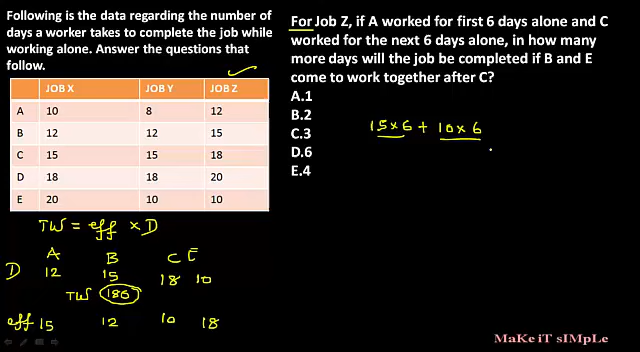 Following is the data regarding the number of
days a worker takes to complete the job while
working alone. Answer the questions that
follow.
JOB X JOB Y JOB Z
A 10 8 12
B 12 12 15
C 15 15 18
D 18 18 20
E 20 10 10
TW = eff × D
A B C E
D 12 15 18 10
TW 180
eff 15 12 10 18
For Job Z, if A worked for first 6 days alone and C
worked for the next 6 days alone, in how many
more days will the job be completed if B and E
come to work together after C?
A.1
B.2
C.3
D.6
E.4
15×6 + 10×6
MaKe iT sIMpLe